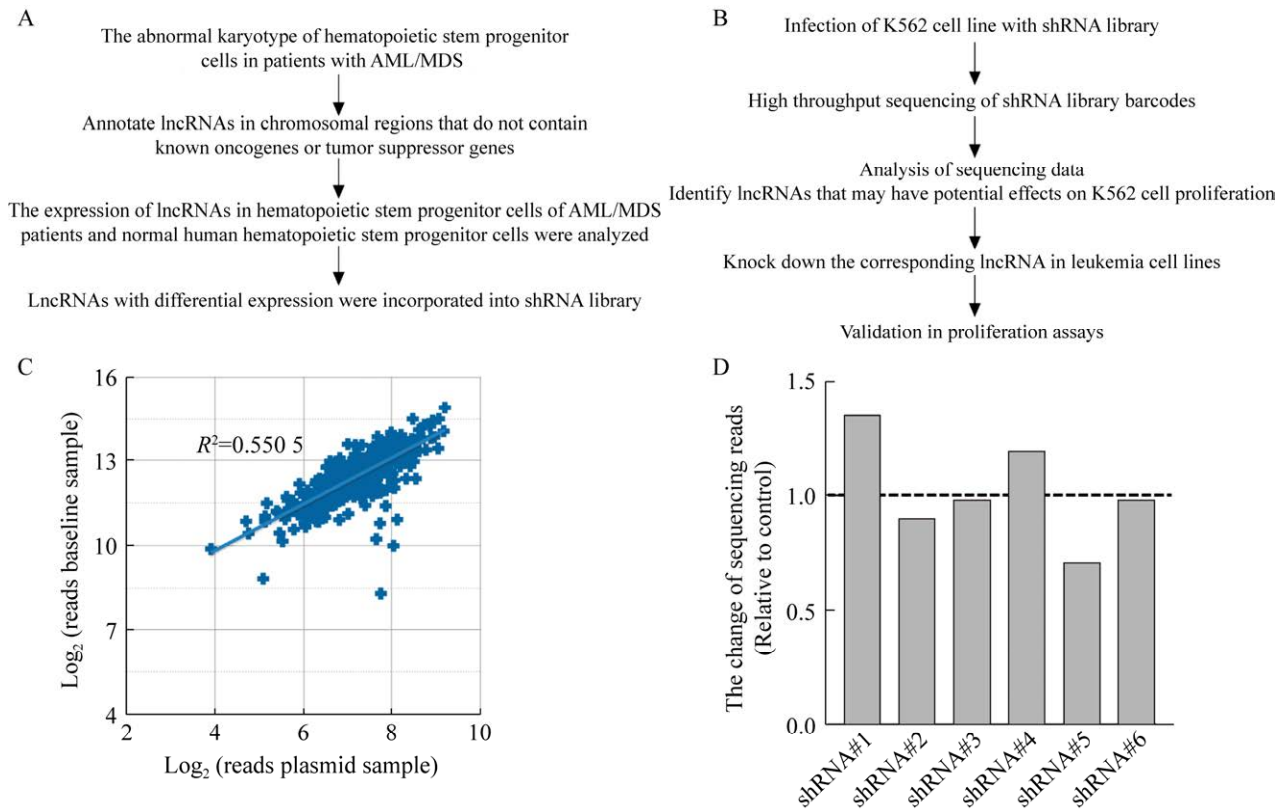 A
The abnormal karyotype of hematopoietic stem progenitor
cells in patients with AML/MDS
Annotate lncRNAs in chromosomal regions that do not contain
known oncogenes or tumor suppressor genes
The expression of lncRNAs in hematopoietic stem progenitor cells of AML/MDS
patients and normal human hematopoietic stem progenitor cells were analyzed
LncRNAs with differential expression were incorporated into shRNA library
B
Infection of K562 cell line with shRNA library
High throughput sequencing of shRNA library barcodes
Analysis of sequencing data
Identify lncRNAs that may have potential effects on K562 cell proliferation
Knock down the corresponding lncRNA in leukemia cell lines
Validation in proliferation assays
C
Log₂ (reads baseline sample)
16
13
10
7
4
R²=0.550 5
2
4
6
8
10
Log₂ (reads plasmid sample)
D
The change of sequencing reads
(Relative to control)
1.5
1.0
0.5
0.0
shRNA#1
shRNA#2
shRNA#3
shRNA#4
shRNA#5
shRNA#6